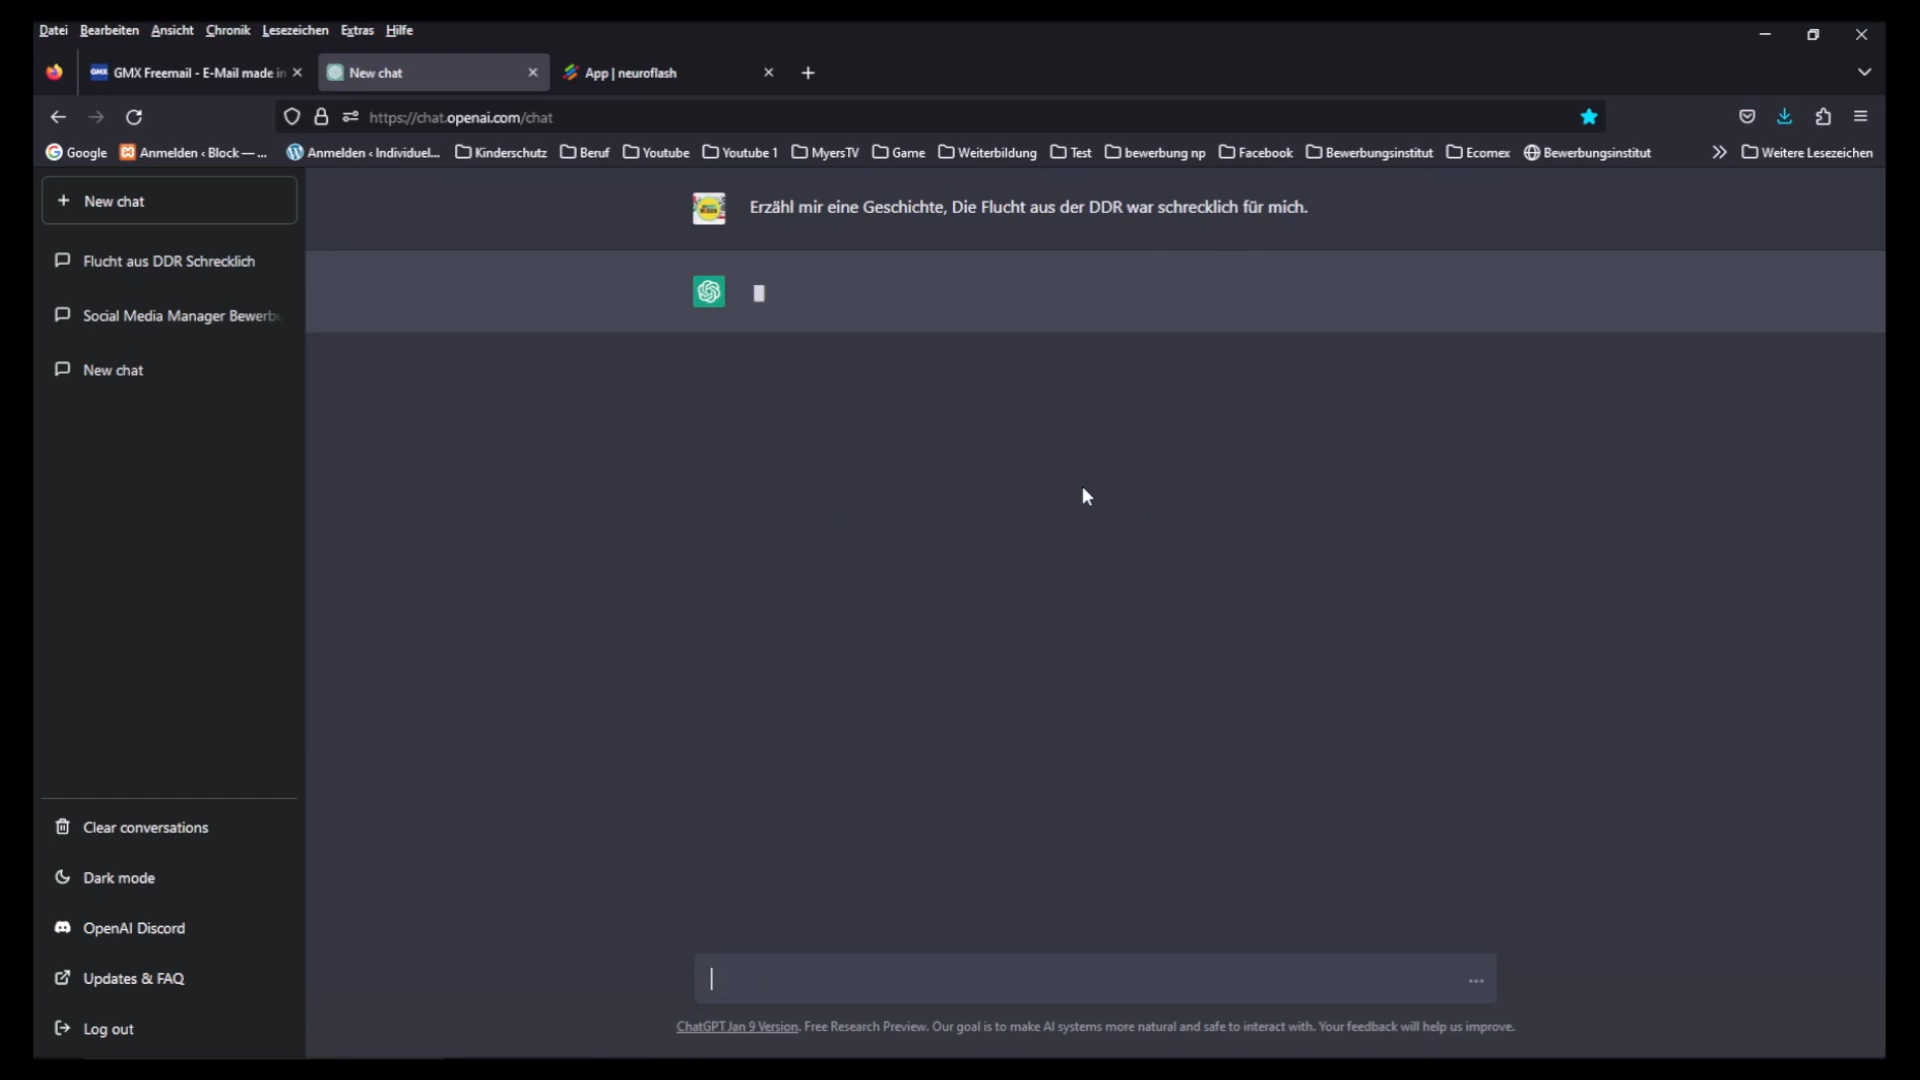 Datei Bearbeiten Ansicht Chronik Lesezeichen Extras Hilfe
GMX GMX Freemail - E-Mail made in New chat App | neuroflash
https://chat.openai.com/chat
Google Anmelden ‹ Block — ... Anmelden ‹ Individuel... Kinderschutz Beruf Youtube Youtube 1 MyersTV Game Weiterbildung Test bewerbung np Facebook Bewerbungsinstitut Ecomex Bewerbungsinstitut Weitere Lesezeichen
New chat
Erzähl mir eine Geschichte, Die Flucht aus der DDR war schrecklich für mich.
Flucht aus DDR Schrecklich
Social Media Manager Bewerbu
New chat
Clear conversations
Dark mode
OpenAI Discord
Updates & FAQ
Log out
ChatGPT Jan 9 Version. Free Research Preview. Our goal is to make AI systems more natural and safe to interact with. Your feedback will help us improve.